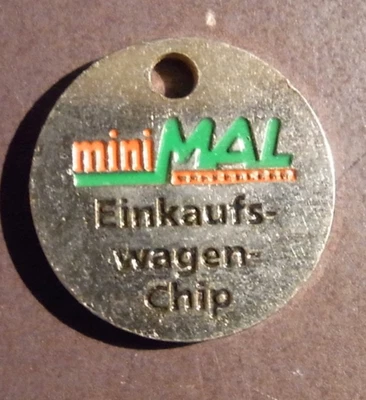 miniMAL
Einkaufs-
wagen-
Chip